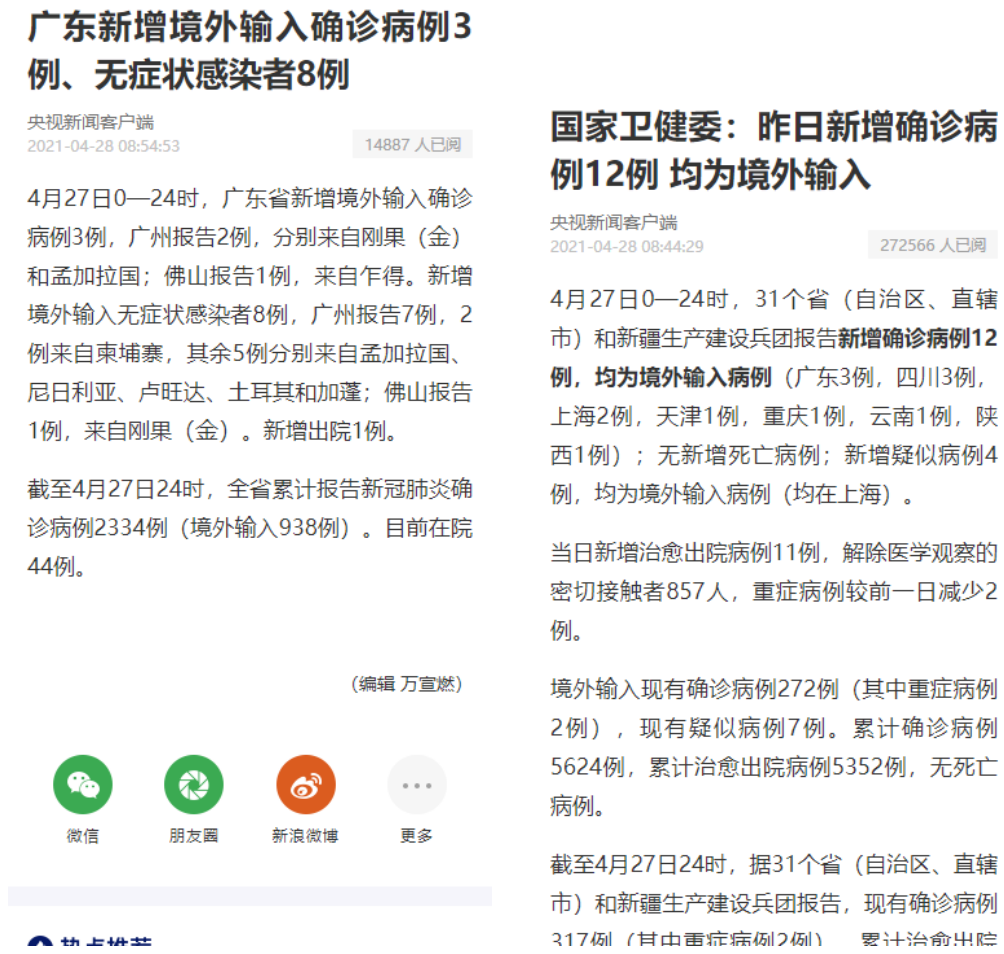 广东新增境外输入确诊病例3
例、无症状感染者8例
央视新闻客户端
2021-04-28 08:54:53
14887 人已阅
4月27日0—24时，广东省新增境外输入确诊
病例3例，广州报告2例，分别来自刚果（金）
和孟加拉国；佛山报告1例，来自乍得。新增
境外输入无症状感染者8例，广州报告7例，2
例来自柬埔寨，其余5例分别来自孟加拉国、
尼日利亚、卢旺达、土耳其和加蓬；佛山报告
1例，来自刚果（金）。新增出院1例。
截至4月27日24时，全省累计报告新冠肺炎确
诊病例2334例（境外输入938例）。目前在院
44例。
（编辑 万宣燃）
微信
朋友圈
新浪微博
更多
热点推荐
国家卫健委：昨日新增确诊病
例12例 均为境外输入
央视新闻客户端
2021-04-28 08:44:29
272566 人已阅
4月27日0—24时，31个省（自治区、直辖
市）和新疆生产建设兵团报告新增确诊病例12
例，均为境外输入病例（广东3例，四川3例，
上海2例，天津1例，重庆1例，云南1例，陕
西1例）；无新增死亡病例；新增疑似病例4
例，均为境外输入病例（均在上海）。
当日新增治愈出院病例11例，解除医学观察的
密切接触者857人，重症病例较前一日减少2
例。
境外输入现有确诊病例272例（其中重症病例
2例），现有疑似病例7例。累计确诊病例
5624例，累计治愈出院病例5352例，无死亡
病例。
截至4月27日24时，据31个省（自治区、直辖
市）和新疆生产建设兵团报告，现有确诊病例
317例（其中重症病例2例），累计治愈出院